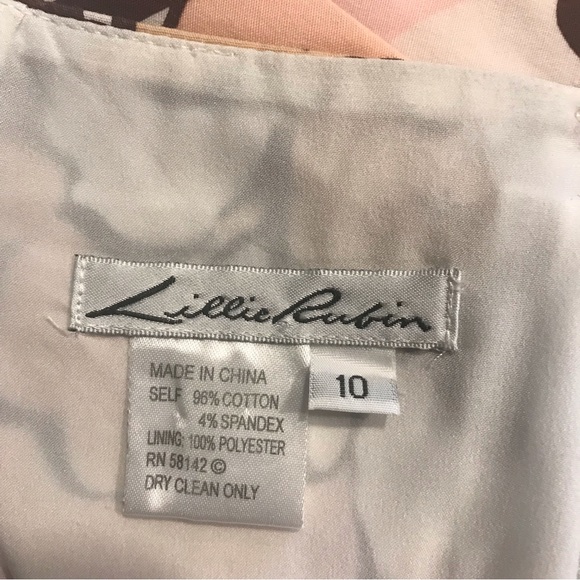 Lillie Rubin
10
MADE IN CHINA
SELF 96% COTTON
4% SPANDEX
LINING: 100% POLYESTER
RN 58142 ©
DRY CLEAN ONLY